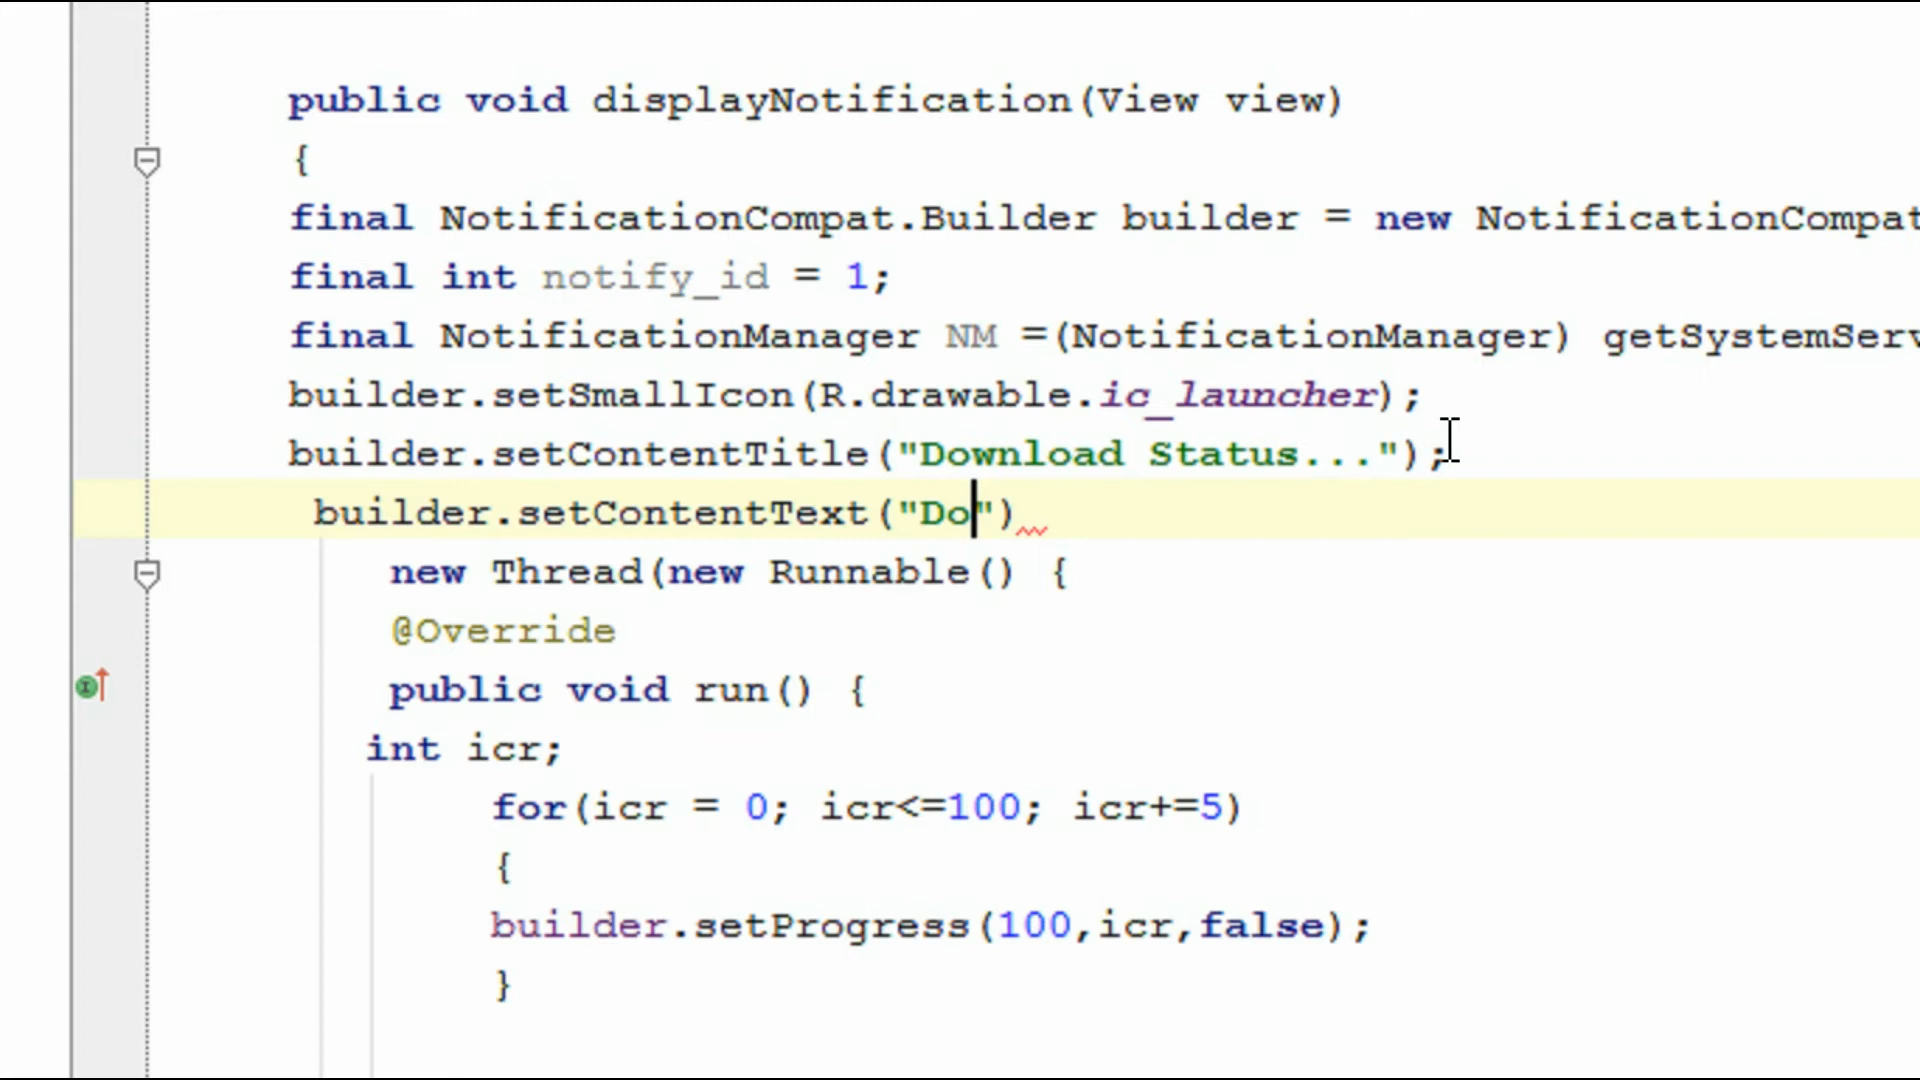 public void displayNotification(View view)
{
final NotificationCompat.Builder builder = new NotificationCompat
final int notify_id = 1;
final NotificationManager NM =(NotificationManager) getSystemServ
builder.setSmallIcon(R.drawable.ic_launcher);
builder.setContentTitle("Download Status...");
builder.setContentText("Do")
new Thread(new Runnable() {
@Override
public void run() {
int icr;
for(icr = 0; icr<=100; icr+=5)
{
builder.setProgress(100,icr,false);
}